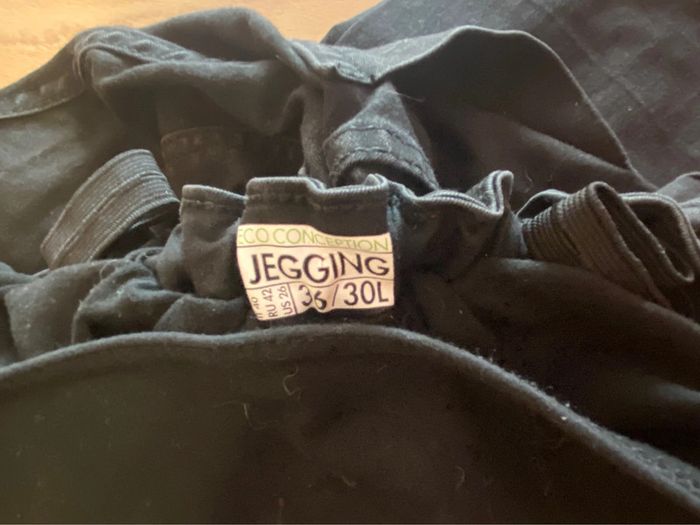 ECO CONCEPTION
JEGGING
36/30L
RU 42
US 26